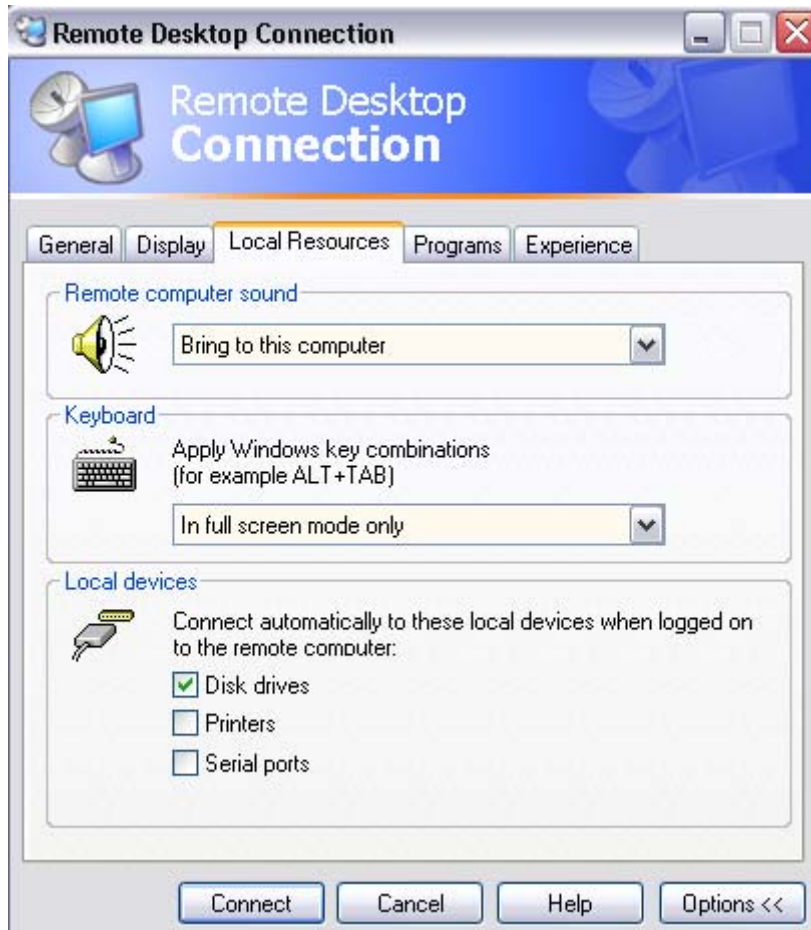 Remote Desktop Connection
Remote Desktop
Connection
General Display Local Resources Programs Experience
Remote computer sound
Bring to this computer
Keyboard
Apply Windows key combinations
(for example ALT+TAB)
In full screen mode only
Local devices
Connect automatically to these local devices when logged on
to the remote computer:
Disk drives
Printers
Serial ports
Connect Cancel Help Options <<